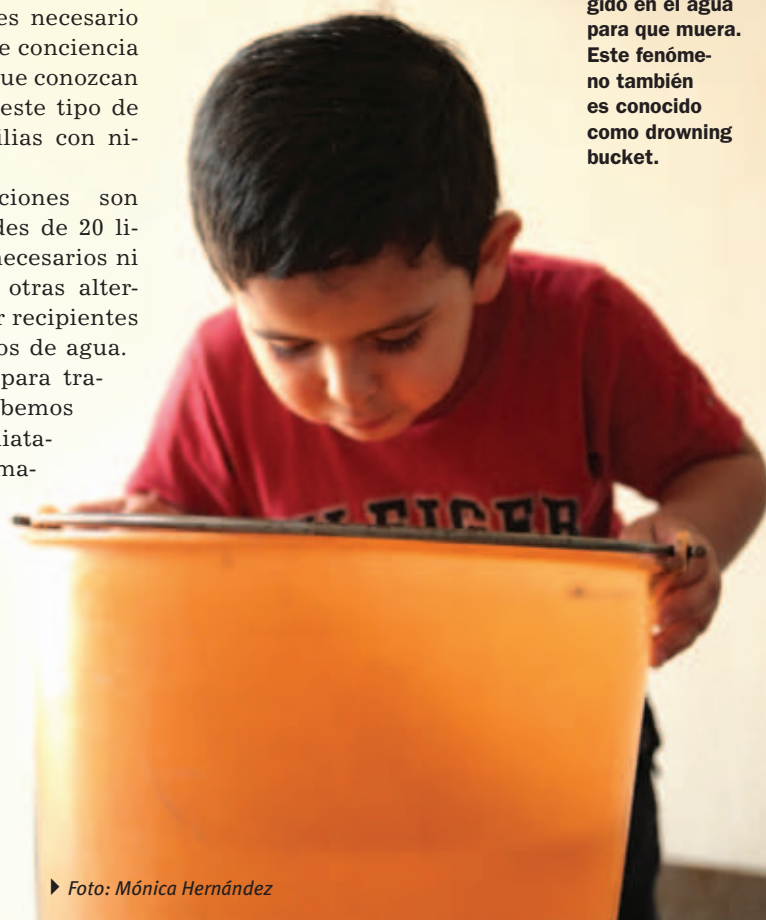 es necesario
e conciencia
ue conozcan
este tipo de
ilias con ni-
ciones son
des de 20 li-
necesarios ni
otras alter-
r recipientes
os de agua.
para tra-
bemos
iata-
ma-
gido en el agua
para que muera.
Este fenóme-
no también
es conocido
como drowning
bucket.
Foto: Mónica Hernández